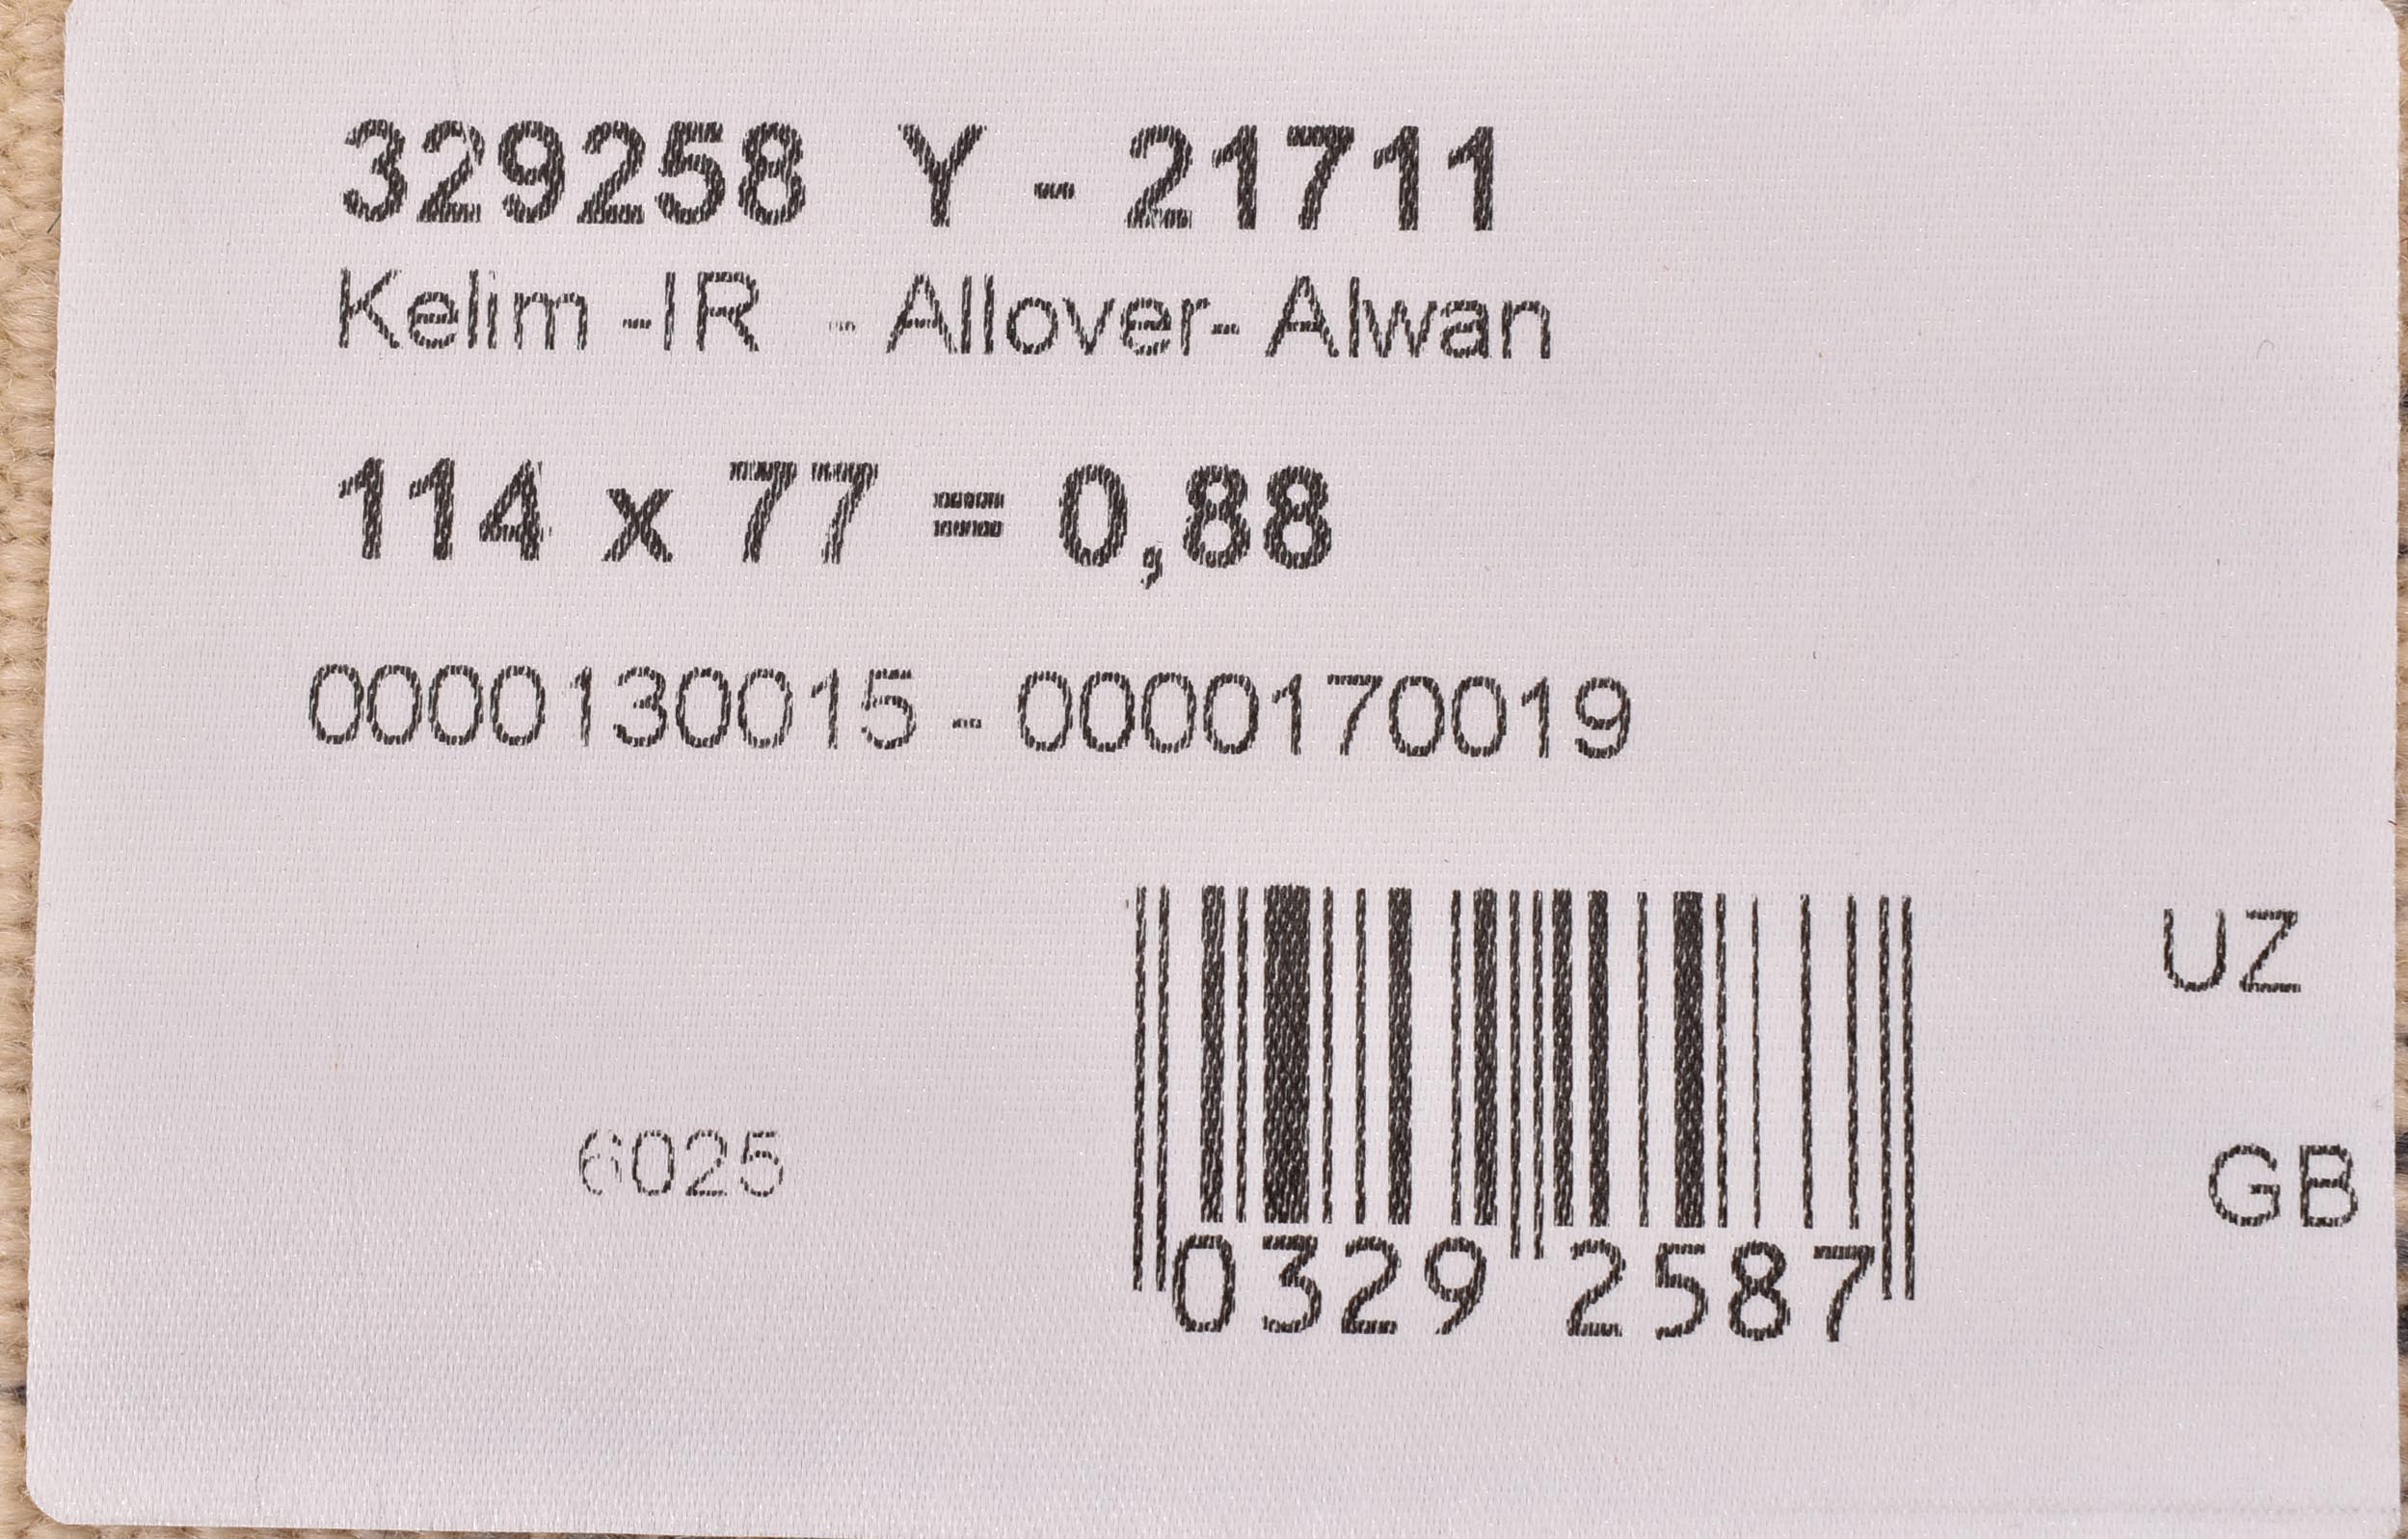 329258 Y - 21711
Kelim -IR - Allover- Alwan
114 x 77 = 0,88
0000130015 - 0000170019
UZ
6025
GB
0329 2587